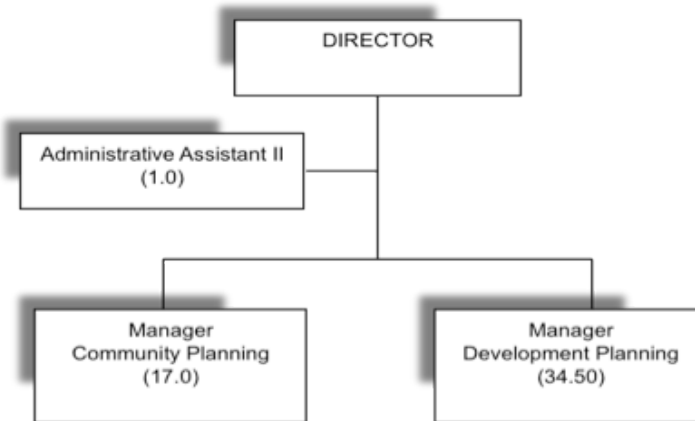 DIRECTOR
Administrative Assistant II
(1.0)
Manager
Community Planning
(17.0)
Manager
Development Planning
(34.50)